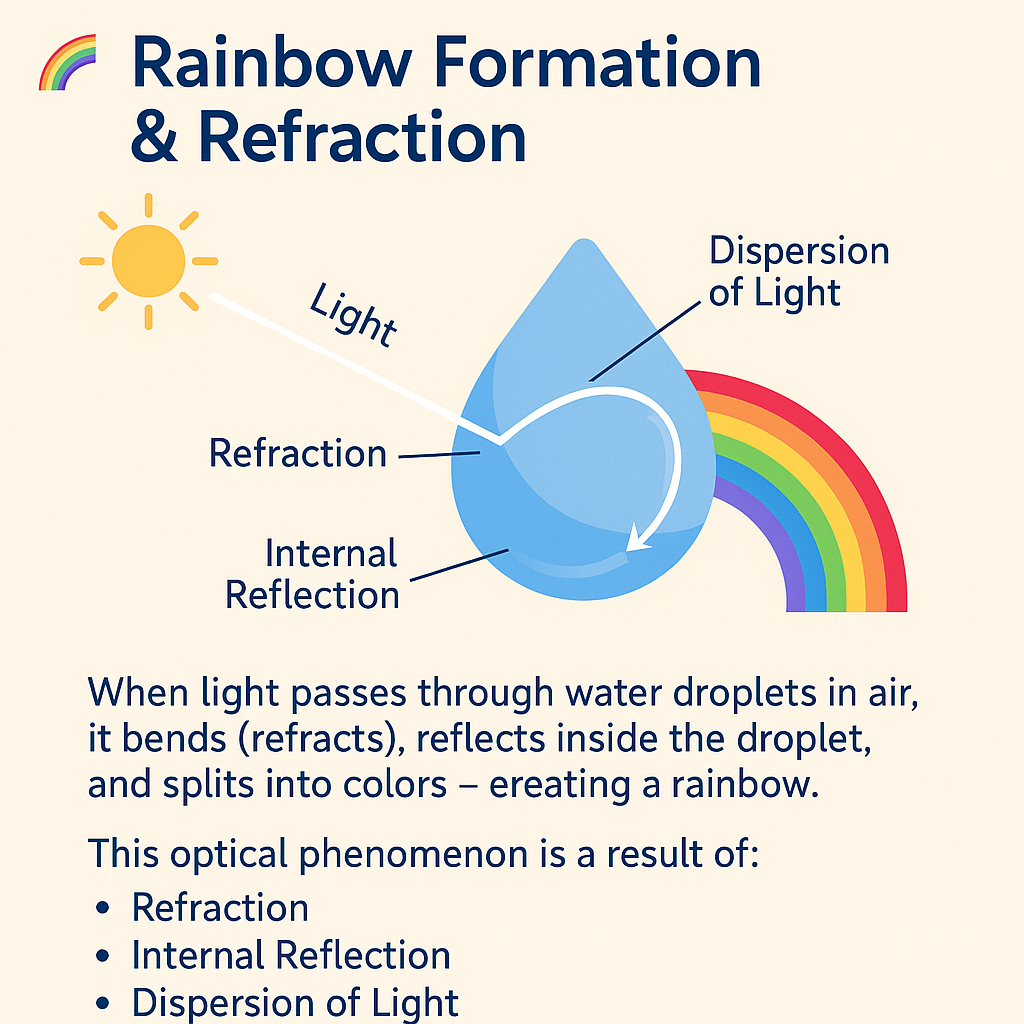 Rainbow Formation
& Refraction
Light
Dispersion
of Light
Refraction
Internal
Reflection
When light passes through water droplets in air,
it bends (refracts), reflects inside the droplet,
and splits into colors – ereating a rainbow.
This optical phenomenon is a result of:
• Refraction
• Internal Reflection
• Dispersion of Light